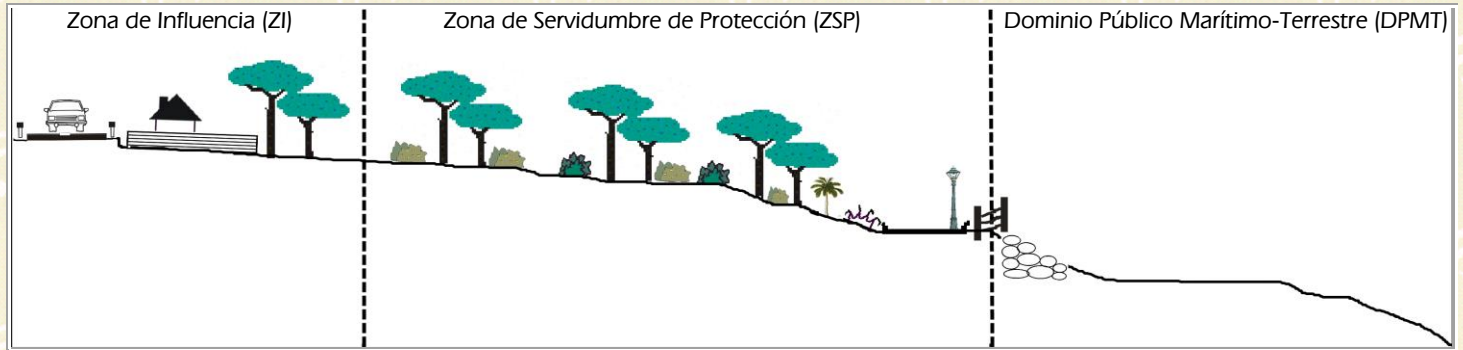 Zona de Influencia (ZI)
Zona de Servidumbre de Protección (ZSP)
Dominio Público Marítimo-Terrestre (DPMT)